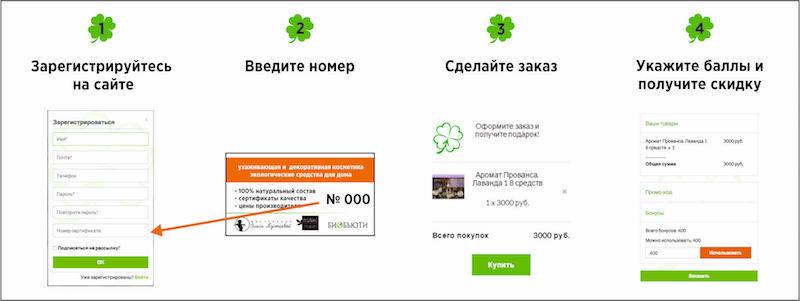 1
Зарегистрируйтесь
на сайте
Зарегистрироваться
×
Имя*
Почта*
Телефон
Пароль*
Повторите пароль*
Номер сертификата
Подписаться на рассылку?
ОК
Уже зарегистрированы? Войти
2
Введите номер
ухаживающая и декоративная косметика
экологические средства для дома
• 100% натуральный состав
• сертификаты качества
• цены производителя
№ 000
БИОБЬЮТИ
3
Сделайте заказ
Оформите заказ и
получите подарок!
Аромат Прованса.
Лаванда 1 8 средств
×
1 x 3000 руб.
Всего покупок 3000 руб.
Купить
4
Укажите баллы и
получите скидку
Ваши товары
Аромат Прованса. Лаванда 1 3000 руб.
8 средств × 1
Общая сумма 3000 руб.
Промо-код
Бонусы
Всего бонусов: 400
Можно использовать: 400
400 Использовать
Заказать